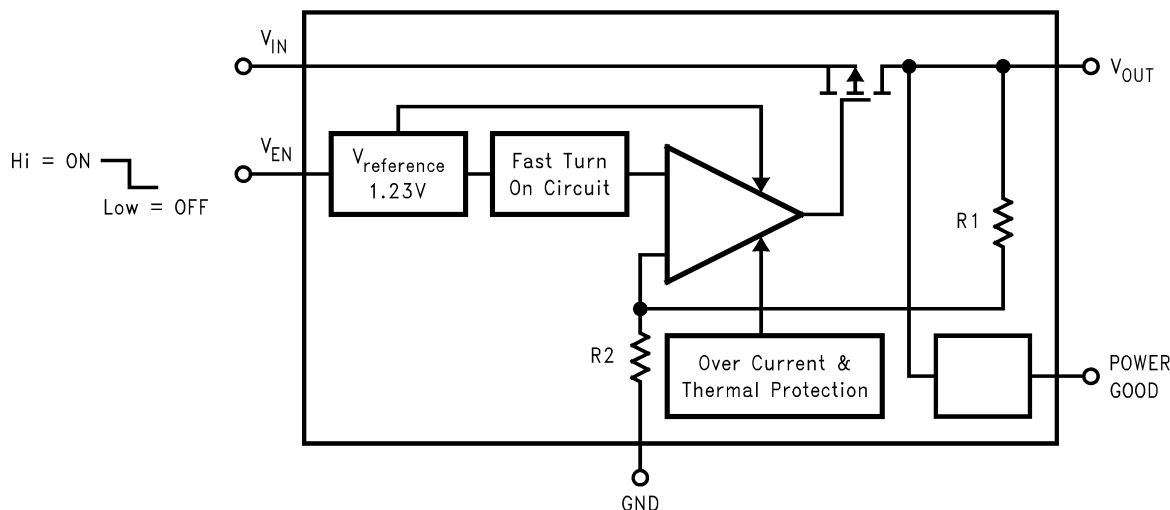 V_IN
V_OUT
V_EN
Hi = ON
Low = OFF
V_reference
1.23V
Fast Turn
On Circuit
R1
R2
Over Current &
Thermal Protection
POWER
GOOD
GND